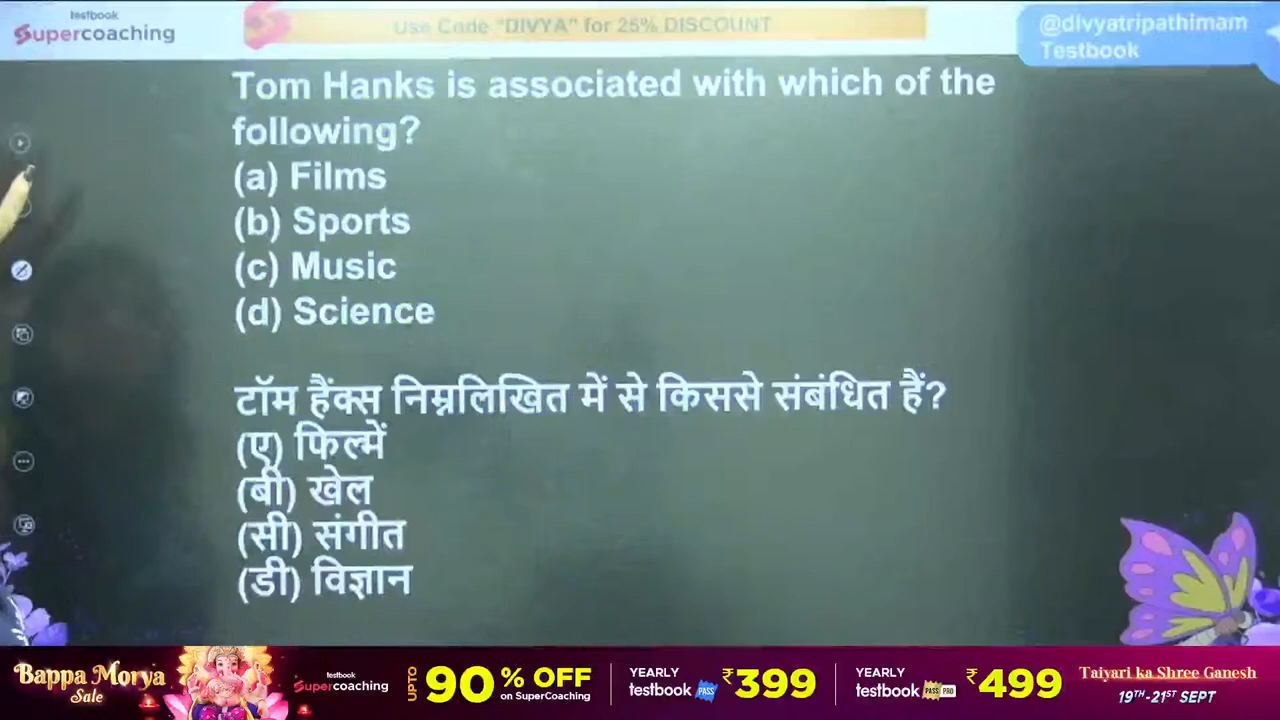 testbook
Supercoaching
Use Code "DIVYA" for 25% DISCOUNT
@divyatripathimam
Testbook
Tom Hanks is associated with which of the
following?
(a) Films
(b) Sports
(c) Music
(d) Science
टॉम हैंक्स निम्नलिखित में से किससे संबंधित हैं?
(ए) फिल्में
(बी) खेल
(सी) संगीत
(डी) विज्ञान
Bappa Morya
Sale
testbook
Supercoaching
UPTO 90% OFF
on SuperCoaching
YEARLY
testbook PASS
₹399
YEARLY
testbook PASS PRO
₹499
Taiyari ka Shree Ganesh
19TH-21ST SEPT